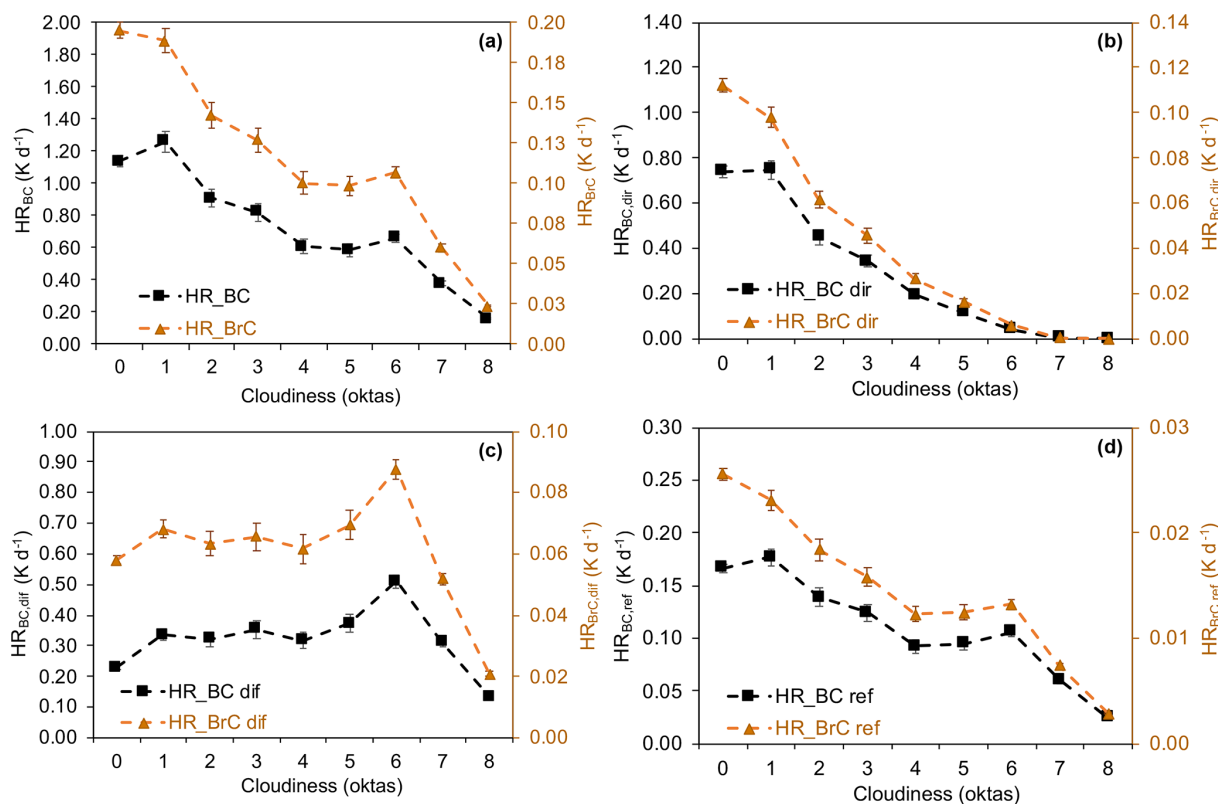 (a)
HR_BC (K d-1)
2.00
1.80
1.60
1.40
1.20
1.00
0.80
0.60
0.40
0.20
0.00
HR_BC
HR_BrC
0.20
0.18
0.15
0.13
0.10
0.08
0.05
0.03
0.00
HR_BrC (K d-1)
0 1 2 3 4 5 6 7 8
Cloudiness (oktas)
(b)
HR_BC,dir (K d-1)
1.40
1.20
1.00
0.80
0.60
0.40
0.20
0.00
HR_BC dir
HR_BrC dir
0.14
0.12
0.10
0.08
0.06
0.04
0.02
0.00
HR_BrC,dir (K d-1)
0 1 2 3 4 5 6 7 8
Cloudiness (oktas)
(c)
HR_BC,dif (K d-1)
1.00
0.90
0.80
0.70
0.60
0.50
0.40
0.30
0.20
0.10
0.00
HR_BC dif
HR_BrC dif
0.10
0.08
0.06
0.04
0.02
0.00
HR_BrC,dif (K d-1)
0 1 2 3 4 5 6 7 8
Cloudiness (oktas)
(d)
HR_BC,ref (K d-1)
0.30
0.25
0.20
0.15
0.10
0.05
0.00
HR_BC ref
HR_BrC ref
0.03
0.02
0.01
0.00
HR_BrC,ref (K d-1)
0 1 2 3 4 5 6 7 8
Cloudiness (oktas)